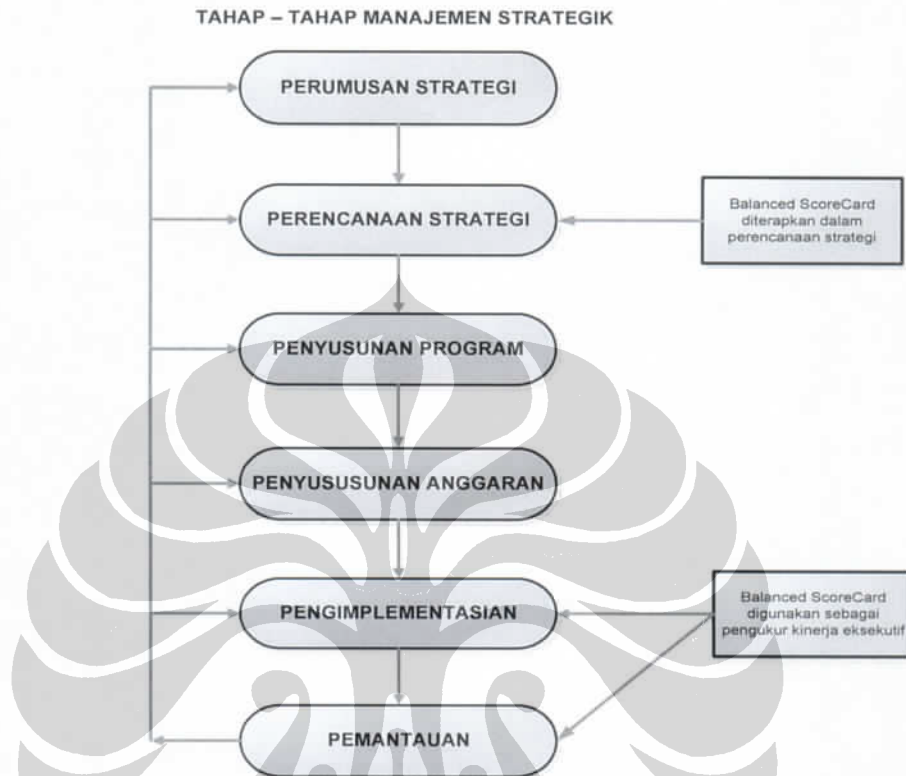 TAHAP – TAHAP MANAJEMEN STRATEGIK
PERUMUSAN STRATEGI
PERENCANAAN STRATEGI
Balanced ScoreCard
diterapkan dalam
perencanaan strategi
PENYUSUNAN PROGRAM
PENYUSUSUNAN ANGGARAN
PENGIMPLEMENTASIAN
Balanced ScoreCard
digunakan sebagai
pengukur kinerja eksekutif
PEMANTAUAN